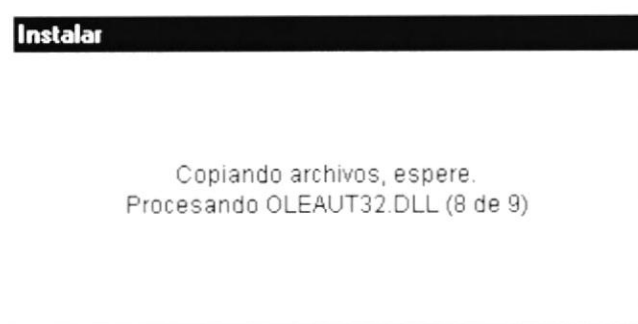 Instalar
Copiando archivos, espere.
Procesando OLEAUT32.DLL (8 de 9)